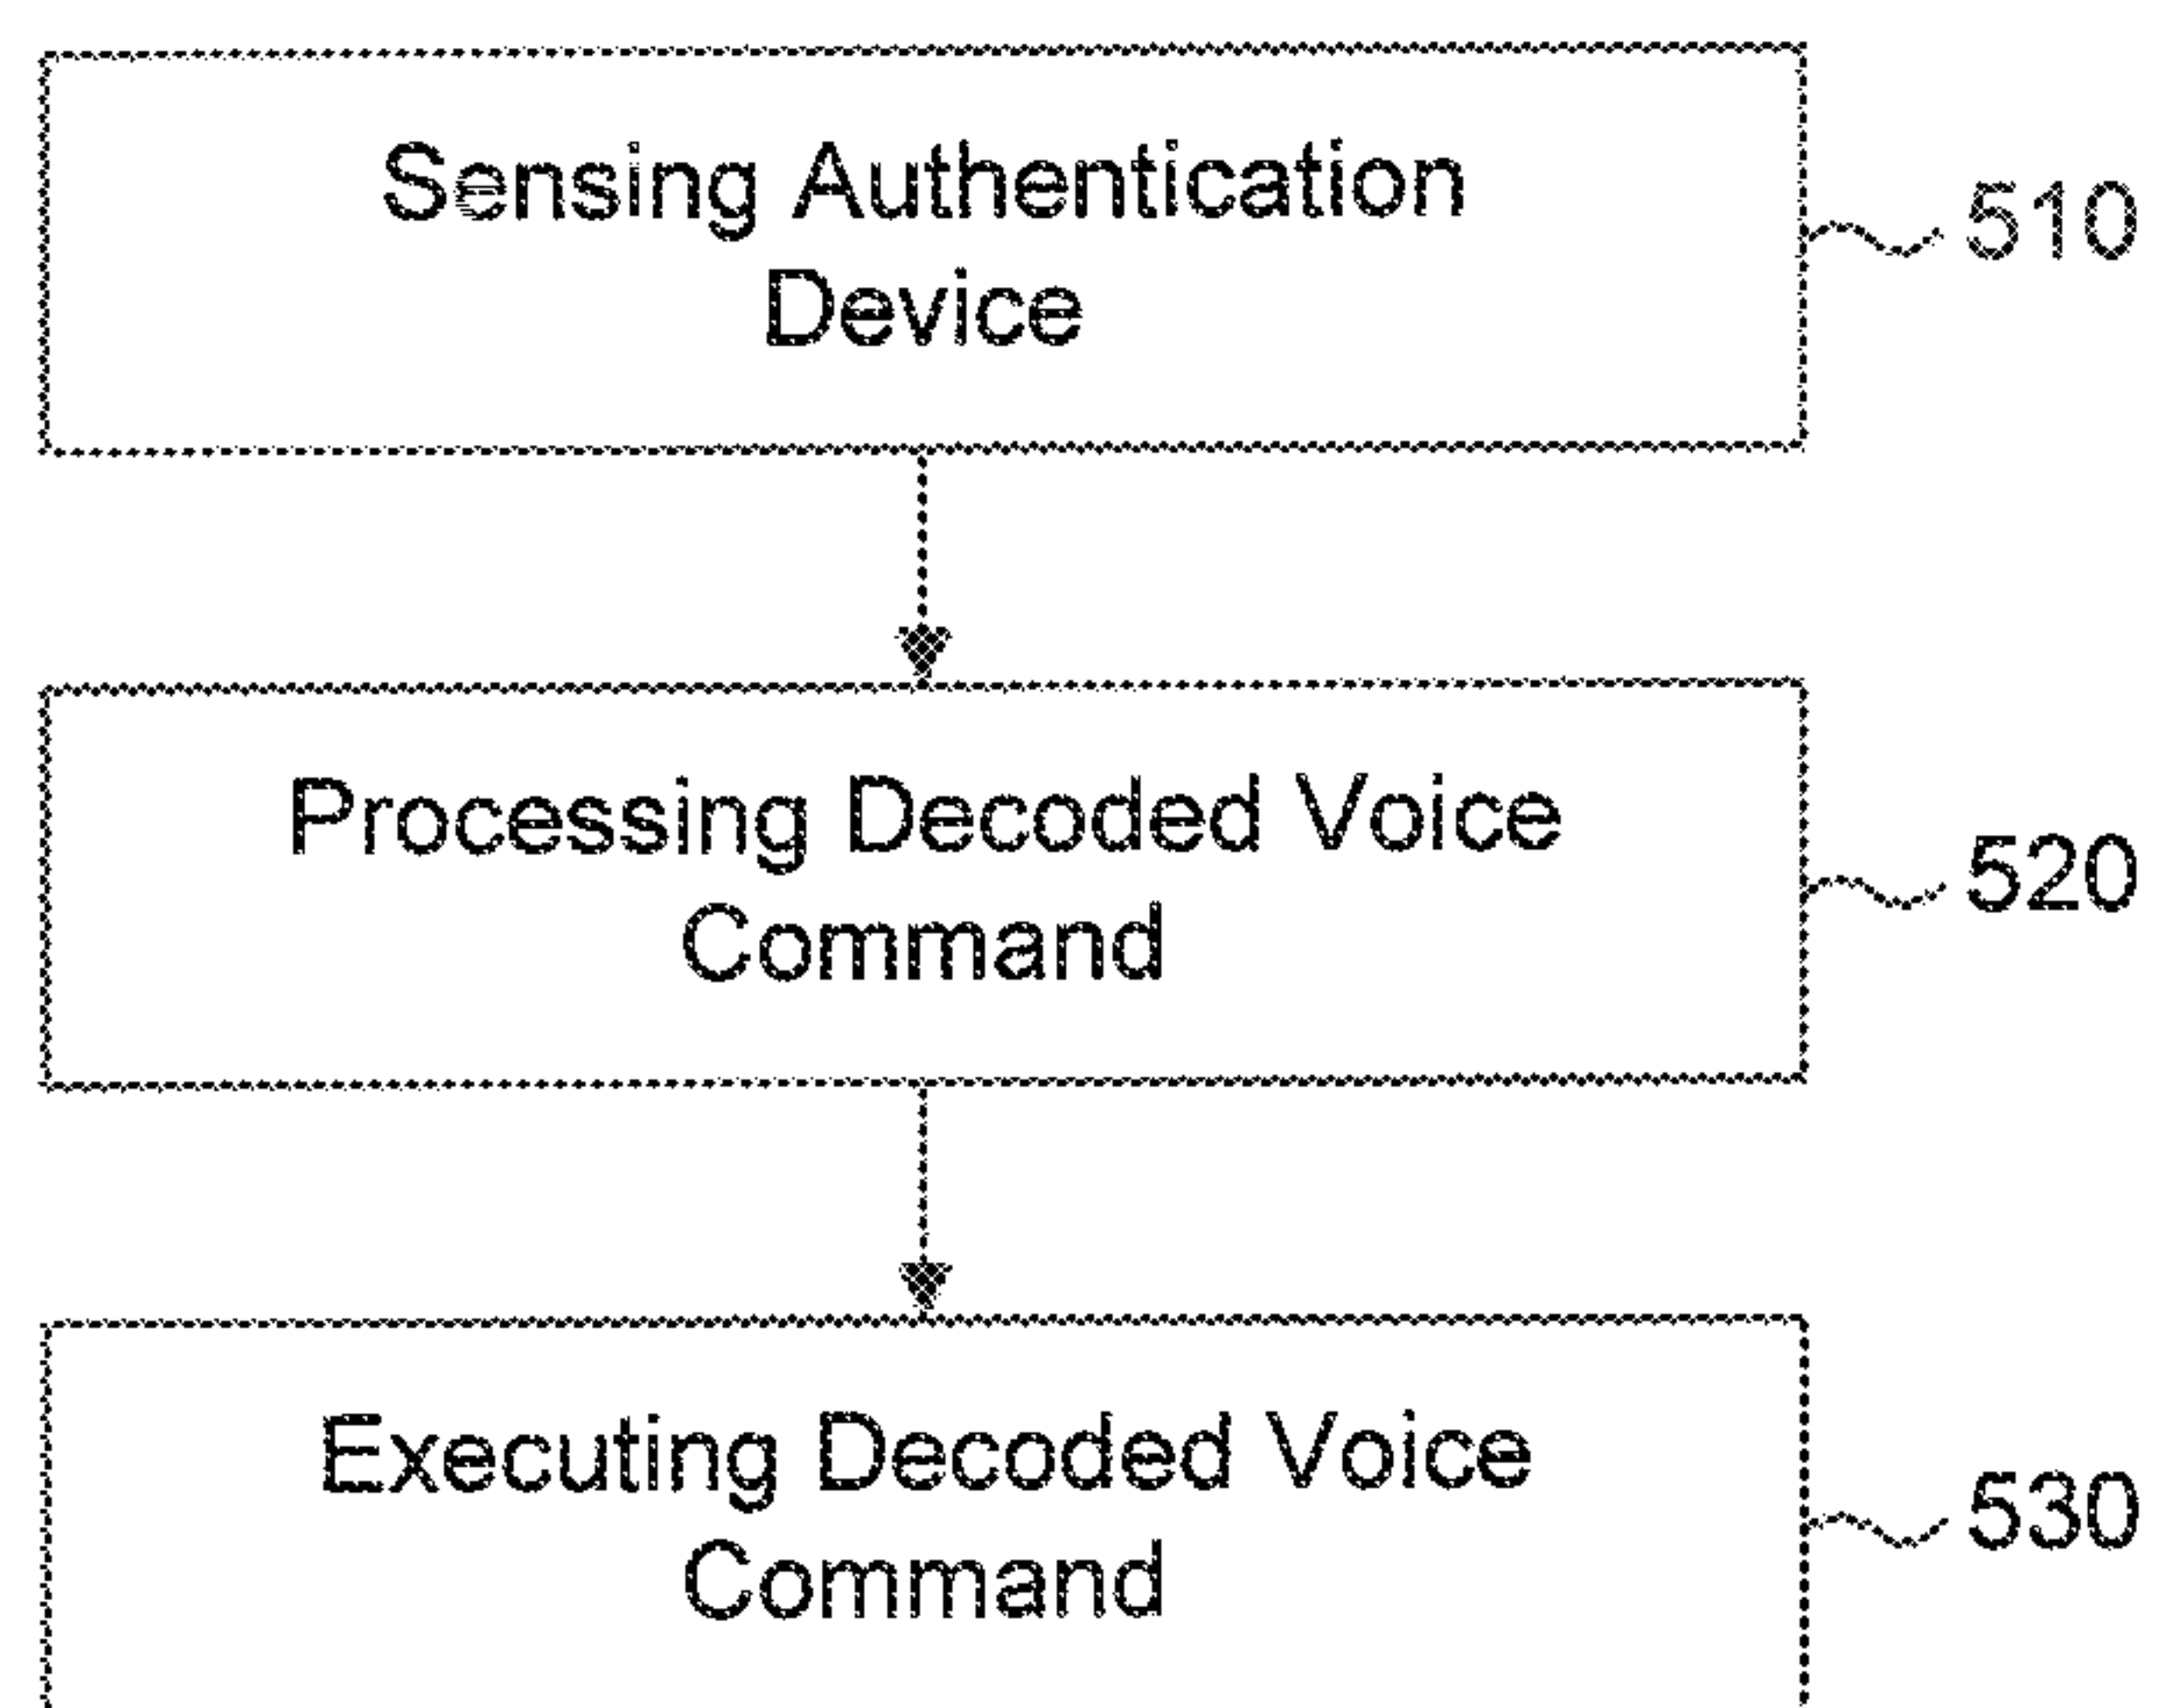 Sensing Authentication
Device
510
Processing Decoded Voice
Command
520
Executing Decoded Voice
Command
530